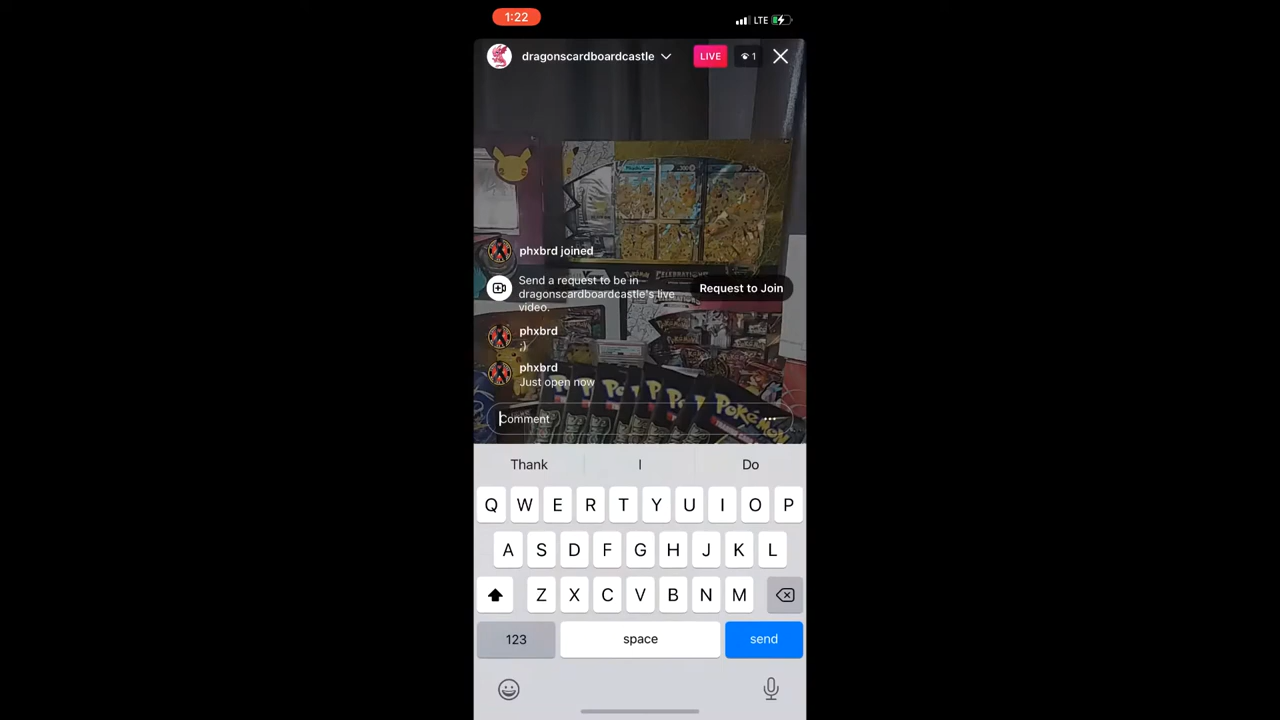 1:22
LTE
dragonscardboardcastle
LIVE
1
phxbrd joined
Send a request to be in
dragonscardboardcastle's live
video.
Request to Join
phxbrd
;)
phxbrd
Just open now
Comment
Pokémon
Thank
I
Do
Q W E R T Y U I O P
A S D F G H J K L
Z X C V B N M
123
space
send